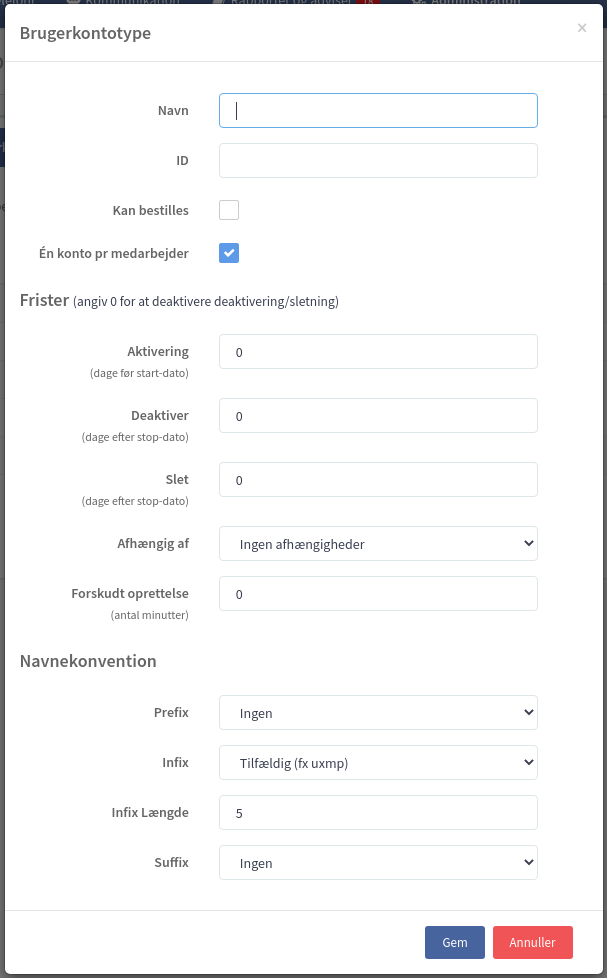 Brugerkontotype
×
Navn
ID
Kan bestilles
Én konto pr medarbejder
Frister (angiv 0 for at deaktivere deaktivering/sletning)
Aktivering 0
(dage før start-dato)
Deaktiver 0
(dage efter stop-dato)
Slet 0
(dage efter stop-dato)
Afhængig af Ingen afhængigheder
Forskudt oprettelse 0
(antal minutter)
Navnekonvention
Prefix Ingen
Infix Tilfældig (fx uxmp)
Infix Længde 5
Suffix Ingen
Gem Annuller